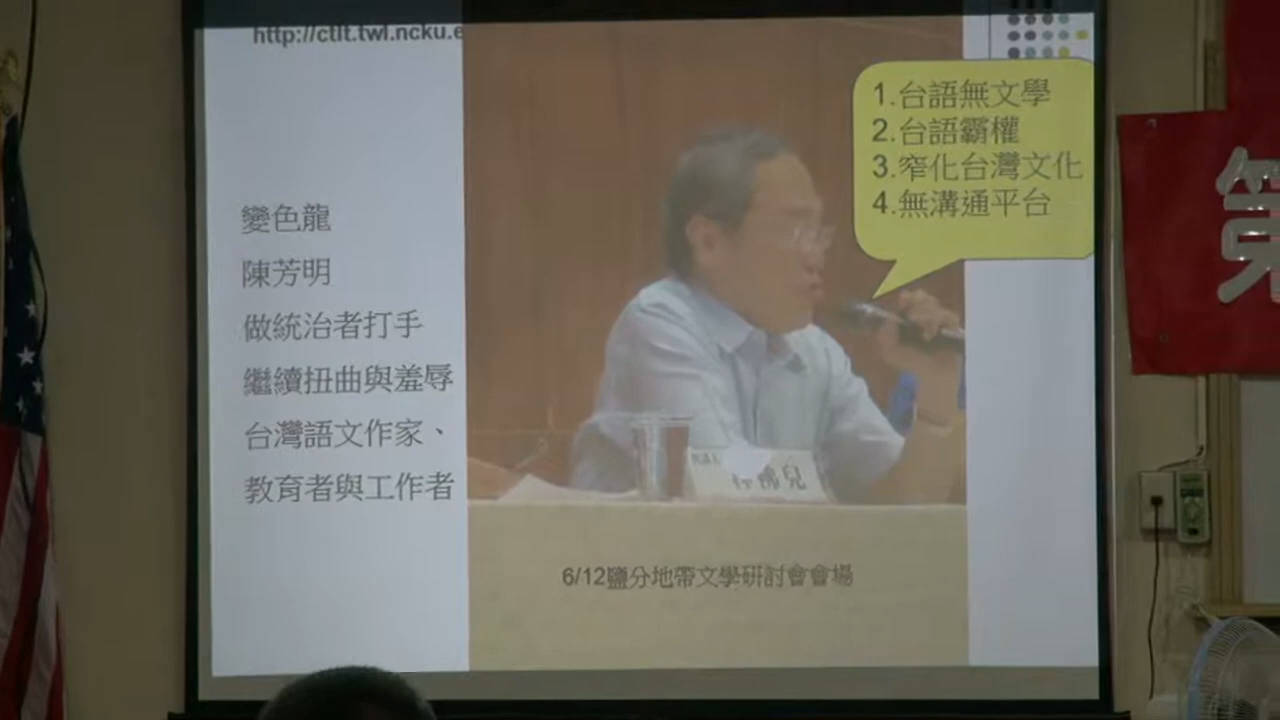 http://ctlt.twl.ncku.e
1.台語無文學
2.台語霸權
3.窄化台灣文化
4.無溝通平台
變色龍
陳芳明
做統治者打手
繼續扭曲與羞辱
台灣語文作家、
教育者與工作者
6/12鹽分地帶文學研討會會場
第